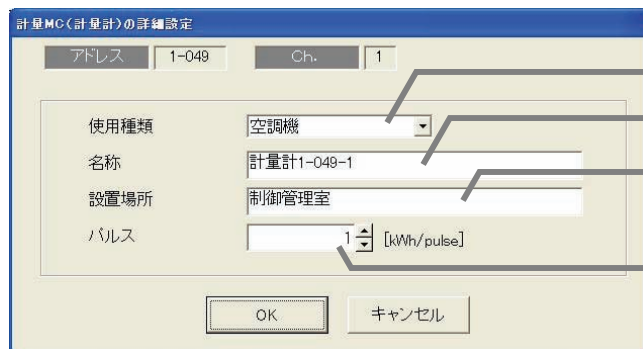 計量MC(計量計)の詳細設定
アドレス 1-049 Ch. 1
使用種類 空調機
名称 計量計1-049-1
設置場所 制御管理室
パルス 1 [kWh/pulse]
OK キャンセル